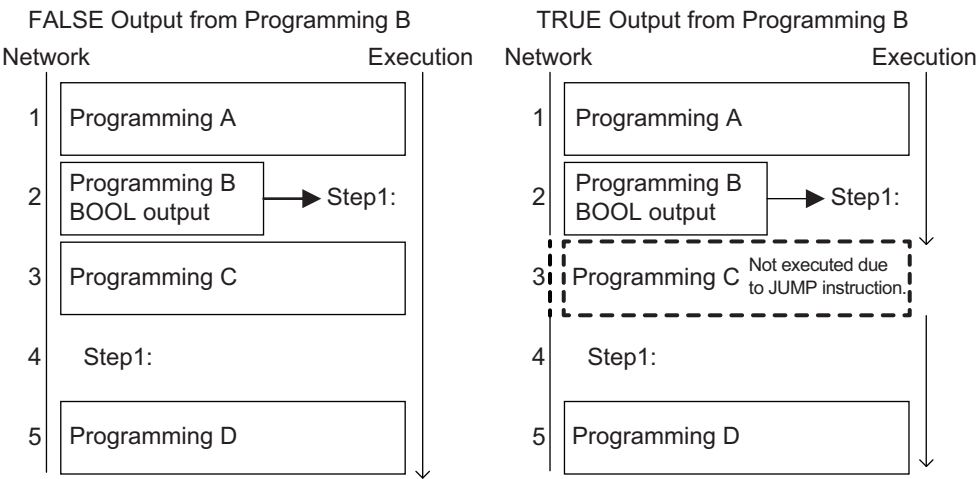 FALSE Output from Programming B
Network Execution
1 Programming A
2 Programming B
BOOL output
Step1:
3 Programming C
4 Step1:
5 Programming D
TRUE Output from Programming B
Network Execution
1 Programming A
2 Programming B
BOOL output
Step1:
3 Programming C
Not executed due
to JUMP instruction.
4 Step1:
5 Programming D